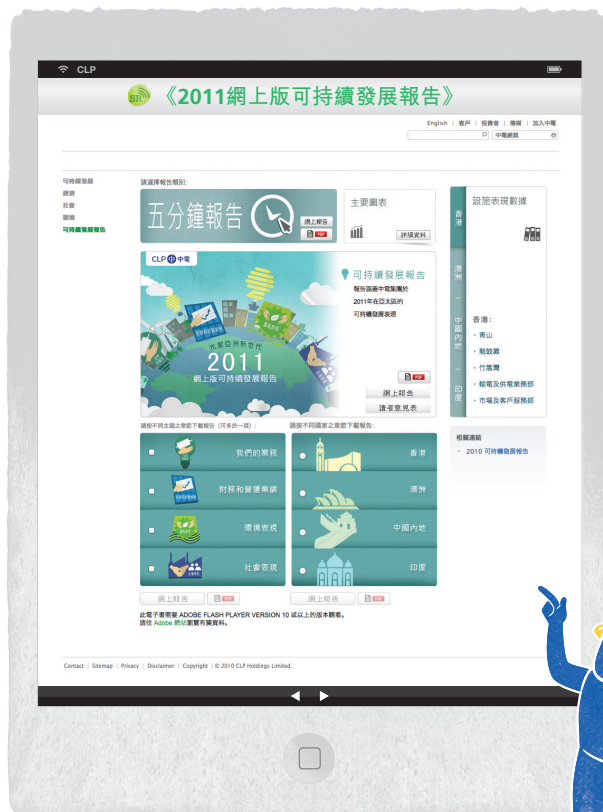 CLP
SR
《2011網上版可持續發展報告》
English | 客戶 | 投資者 | 傳媒 | 加入中電
中電網頁
可持續發展
經濟
社會
環境
可持續發展報告
請選擇報告類別:
五分鐘報告
網上報告
PDF
主要圖表
詳細資料
CLP 中電
光家亞洲新世代
2011
網上版可持續發展報告
可持續發展報告
報告涵蓋中電集團於
2011年在亞太區的
可持續發展表現
PDF
網上報告
讀者意見表
香港
澳洲
中國內地
印度
設施表現數據
香港:
· 青山
· 龍鼓灘
· 竹篙灣
· 輸電及供電業務部
· 市場及客戶服務部
相關連結
· 2010 可持續發展報告
請按不同主題之章節下載報告（可多於一項）:
我們的業務
財務和營運業績
環境表現
社會表現
網上報告
PDF
請按不同國家之章節下載報告:
香港
澳洲
中國內地
印度
網上報告
PDF
此電子書需要 ADOBE FLASH PLAYER VERSION 10 或以上的版本觀看。
請往 Adobe 網站瀏覽有關資料。
Contact | Sitemap | Privacy | Disclaimer | Copyright | © 2010 CLP Holdings Limited.